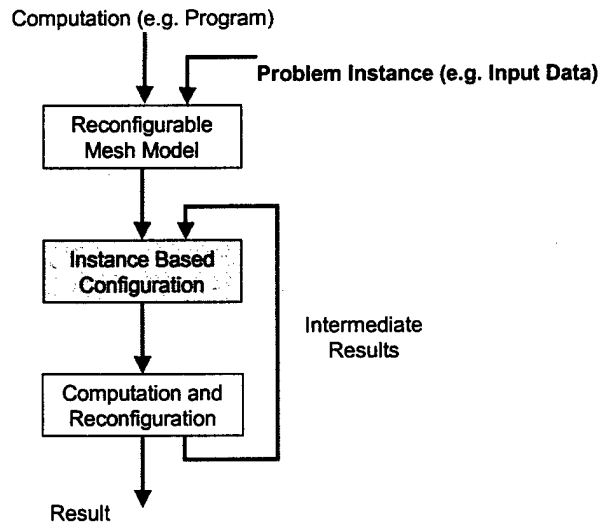 Computation (e.g. Program)
Problem Instance (e.g. Input Data)
Reconfigurable
Mesh Model
Instance Based
Configuration
Intermediate
Results
Computation and
Reconfiguration
Result